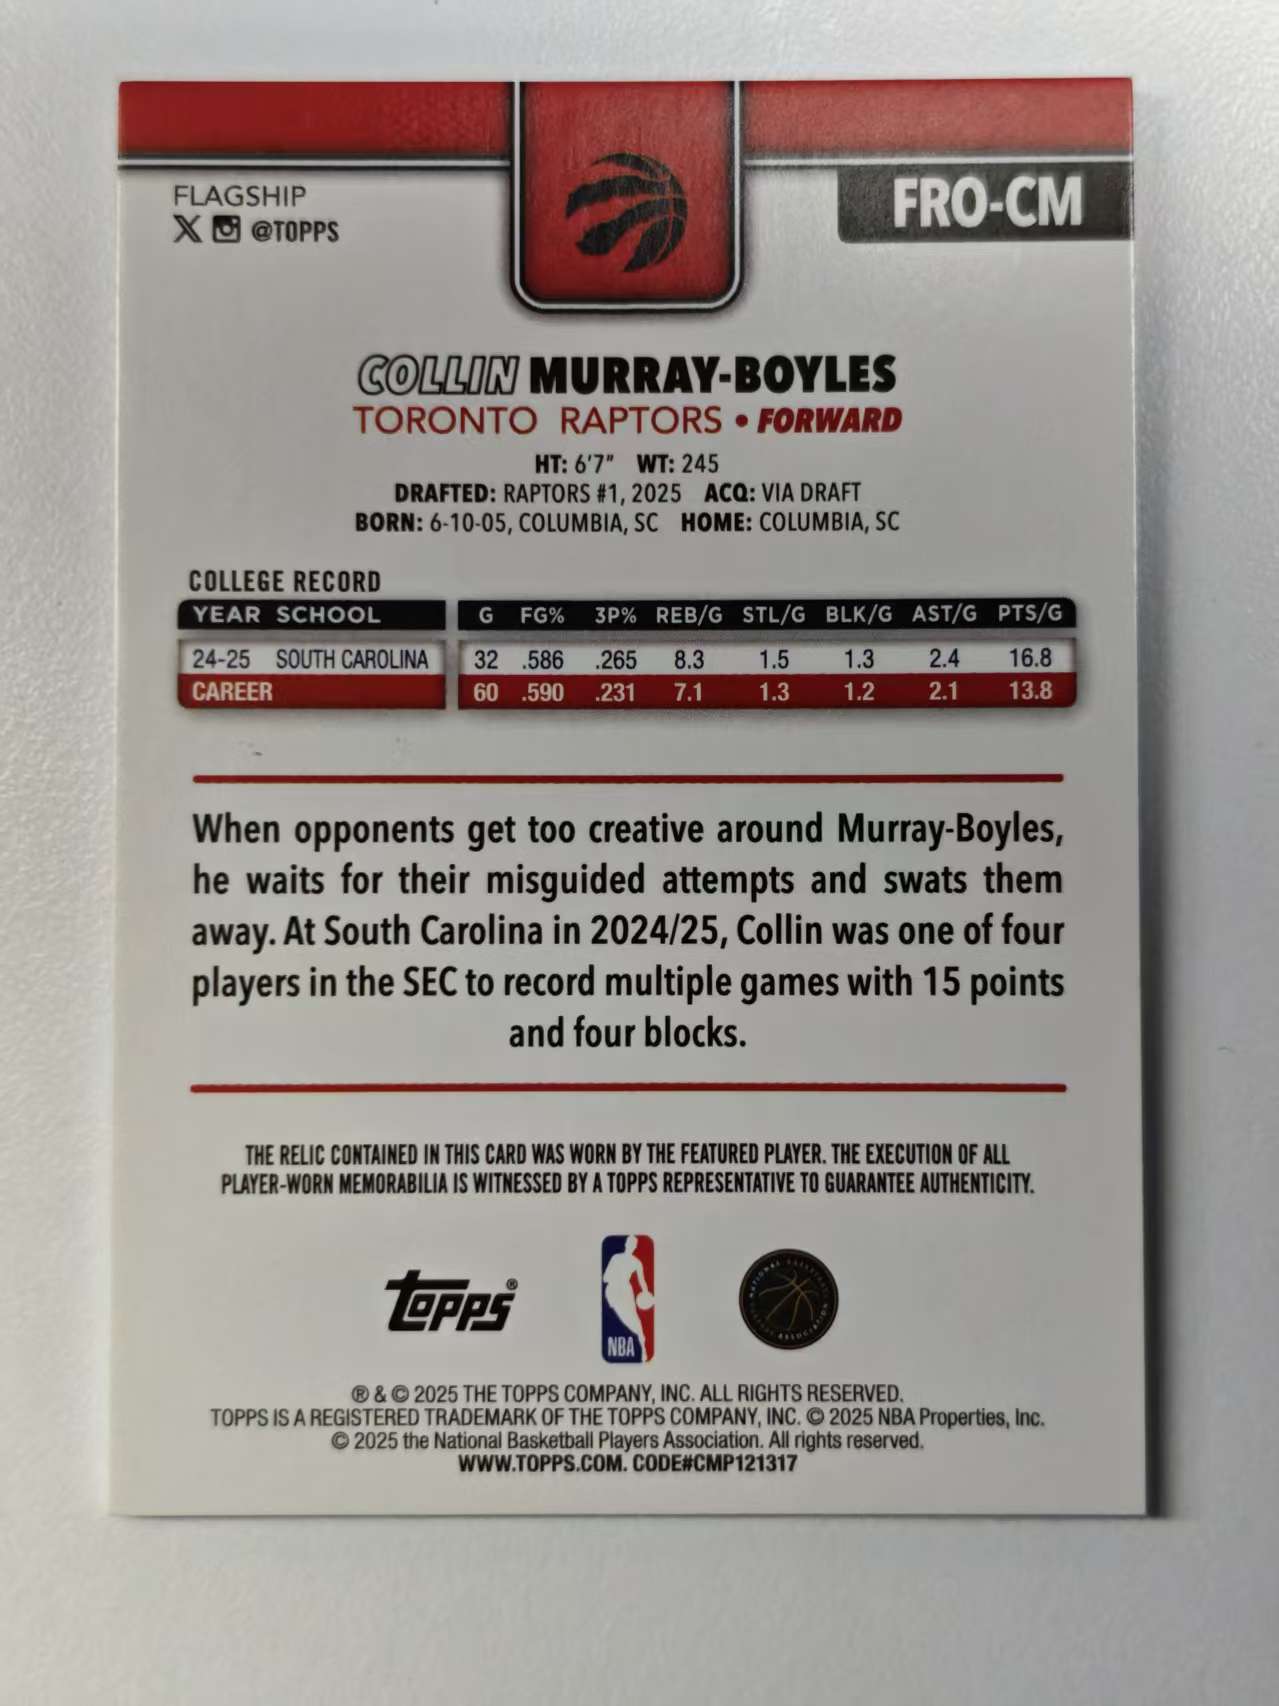 FLAGSHIP
FRO-CM
X @TOPPS
COLLIN MURRAY-BOYLES
TORONTO RAPTORS • FORWARD
HT: 6'7" WT: 245
DRAFTED: RAPTORS #1, 2025 ACQ: VIA DRAFT
BORN: 6-10-05, COLUMBIA, SC HOME: COLUMBIA, SC
COLLEGE RECORD
YEAR SCHOOL G FG% 3P% REB/G STL/G BLK/G AST/G PTS/G
24-25 SOUTH CAROLINA 32 .586 .265 8.3 1.5 1.3 2.4 16.8
CAREER 60 .590 .231 7.1 1.3 1.2 2.1 13.8
When opponents get too creative around Murray-Boyles,
he waits for their misguided attempts and swats them
away. At South Carolina in 2024/25, Collin was one of four
players in the SEC to record multiple games with 15 points
and four blocks.
THE RELIC CONTAINED IN THIS CARD WAS WORN BY THE FEATURED PLAYER. THE EXECUTION OF ALL
PLAYER-WORN MEMORABILIA IS WITNESSED BY A TOPPS REPRESENTATIVE TO GUARANTEE AUTHENTICITY.
topps®
NBA
® & © 2025 THE TOPPS COMPANY, INC. ALL RIGHTS RESERVED.
TOPPS IS A REGISTERED TRADEMARK OF THE TOPPS COMPANY, INC. © 2025 NBA Properties, Inc.
© 2025 the National Basketball Players Association. All rights reserved.
WWW.TOPPS.COM. CODE#CMP121317